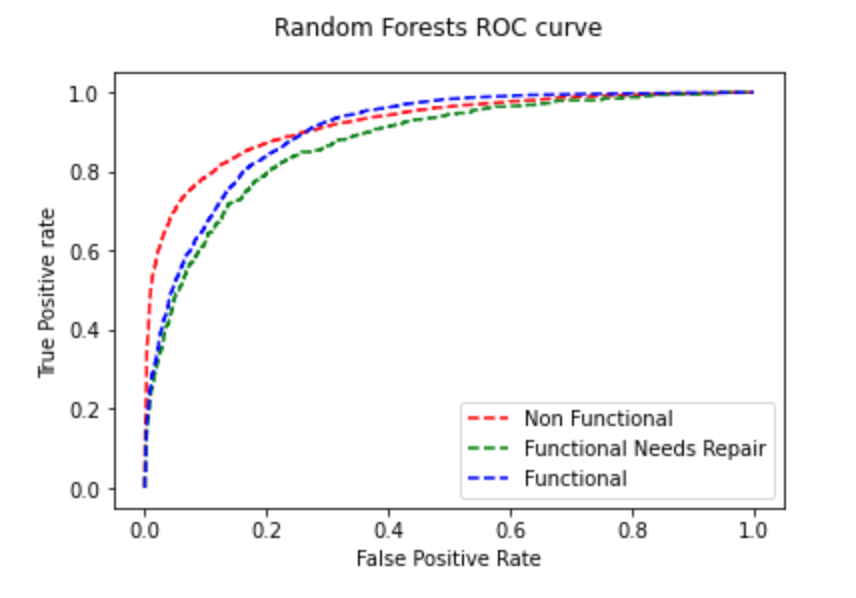 Random Forests ROC curve
True Positive rate
1.0
0.8
0.6
0.4
0.2
0.0
Non Functional
Functional Needs Repair
Functional
0.0 0.2 0.4 0.6 0.8 1.0
False Positive Rate